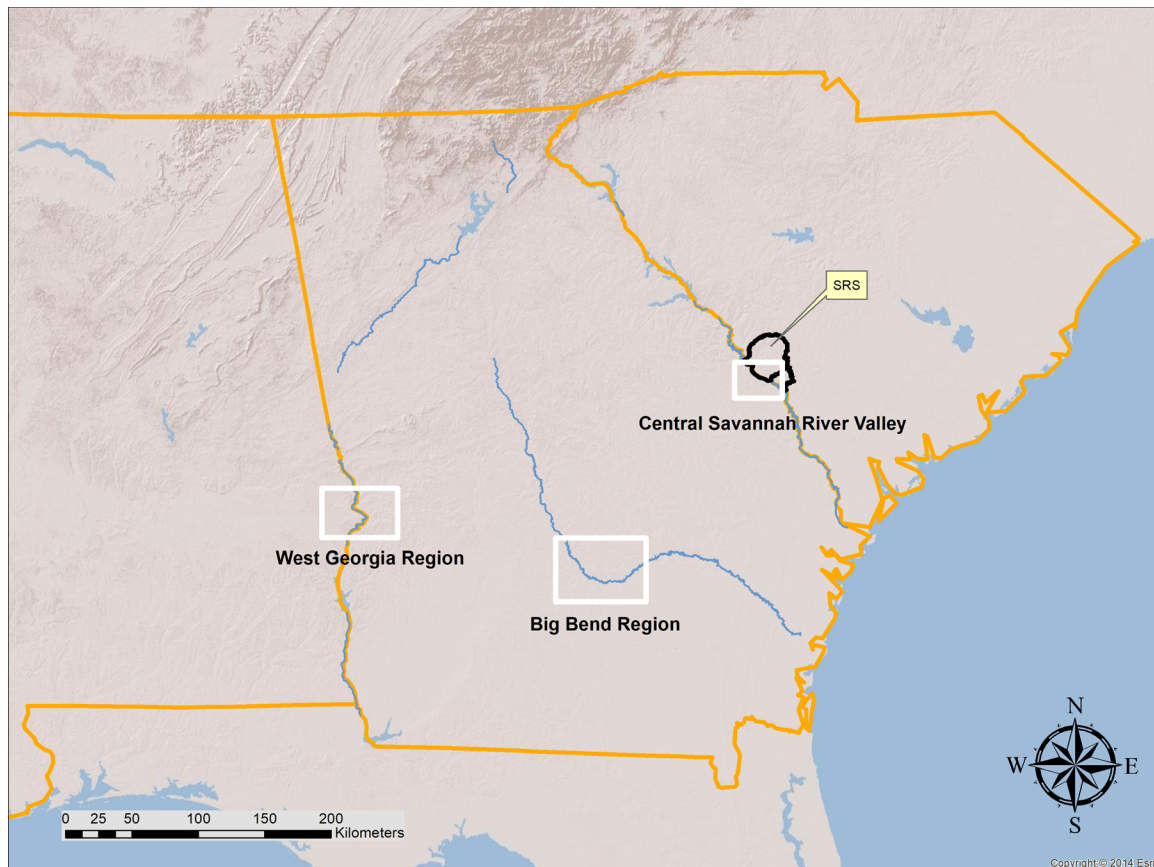 SRS
Central Savannah River Valley
West Georgia Region
Big Bend Region
N
W
E
S
0 25 50 100 150 200
Kilometers
Copyright:© 2014 Esri